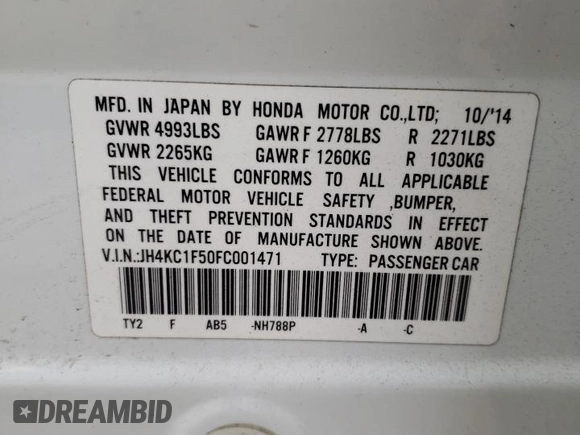 MFD. IN JAPAN BY HONDA MOTOR CO.,LTD; 10/'14
GVWR 4993LBS GAWR F 2778LBS R 2271LBS
GVWR 2265KG GAWR F 1260KG R 1030KG
THIS VEHICLE CONFORMS TO ALL APPLICABLE
FEDERAL MOTOR VEHICLE SAFETY ,BUMPER,
AND THEFT PREVENTION STANDARDS IN EFFECT
ON THE DATE OF MANUFACTURE SHOWN ABOVE.
V.I.N.:JH4KC1F50FC001471 TYPE: PASSENGER CAR
TY2 F AB5 -NH788P -A -C
DREAMBID